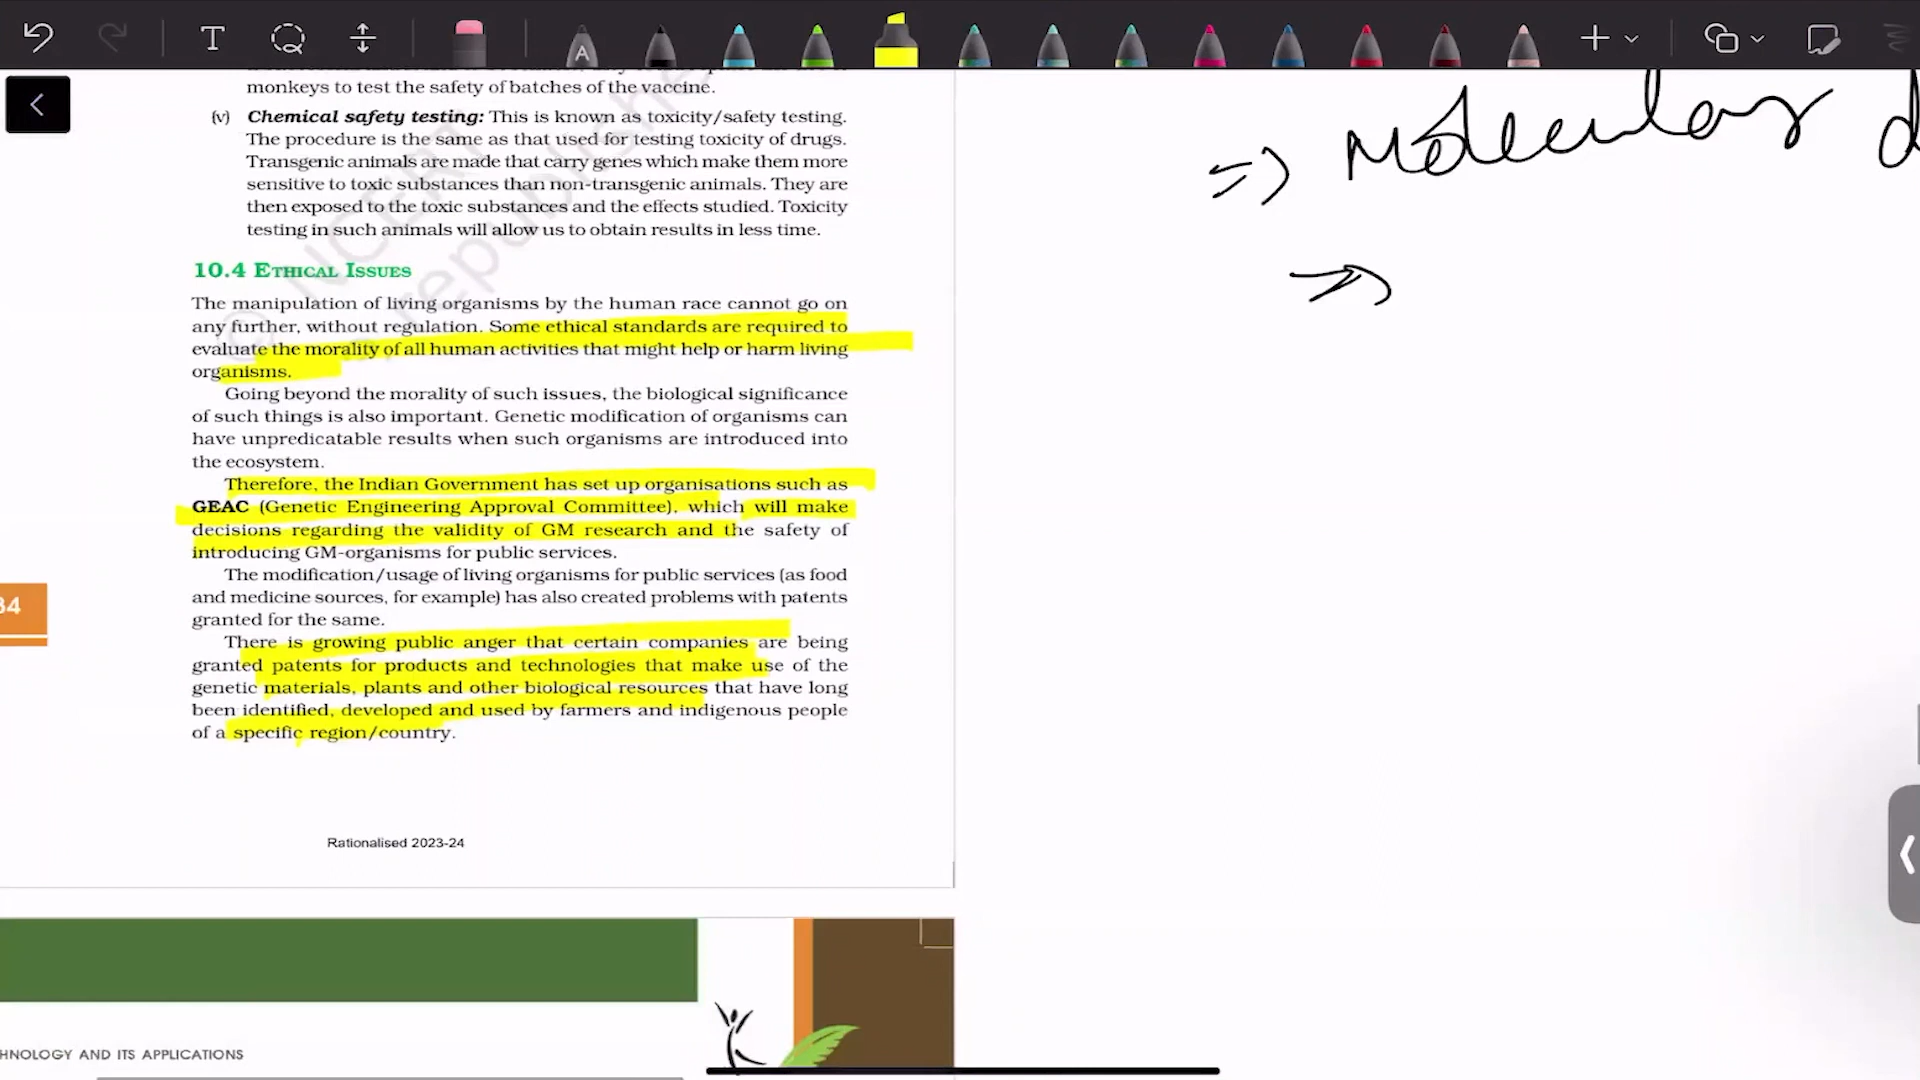 monkeys to test the safety of batches of the vaccine.
(v) Chemical safety testing: This is known as toxicity/safety testing.
The procedure is the same as that used for testing toxicity of drugs.
Transgenic animals are made that carry genes which make them more
sensitive to toxic substances than non-transgenic animals. They are
then exposed to the toxic substances and the effects studied. Toxicity
testing in such animals will allow us to obtain results in less time.
10.4 ETHICAL ISSUES
The manipulation of living organisms by the human race cannot go on
any further, without regulation. Some ethical standards are required to
evaluate the morality of all human activities that might help or harm living
organisms.
Going beyond the morality of such issues, the biological significance
of such things is also important. Genetic modification of organisms can
have unpredicatable results when such organisms are introduced into
the ecosystem.
Therefore, the Indian Government has set up organisations such as
GEAC (Genetic Engineering Approval Committee), which will make
decisions regarding the validity of GM research and the safety of
introducing GM-organisms for public services.
The modification/usage of living organisms for public services (as food
and medicine sources, for example) has also created problems with patents
granted for the same.
There is growing public anger that certain companies are being
granted patents for products and technologies that make use of the
genetic materials, plants and other biological resources that have long
been identified, developed and used by farmers and indigenous people
of a specific region/country.
Rationalised 2023-24
34
HNOLOGY AND ITS APPLICATIONS
© NCERT
republishe
=> Molecular d
T
A